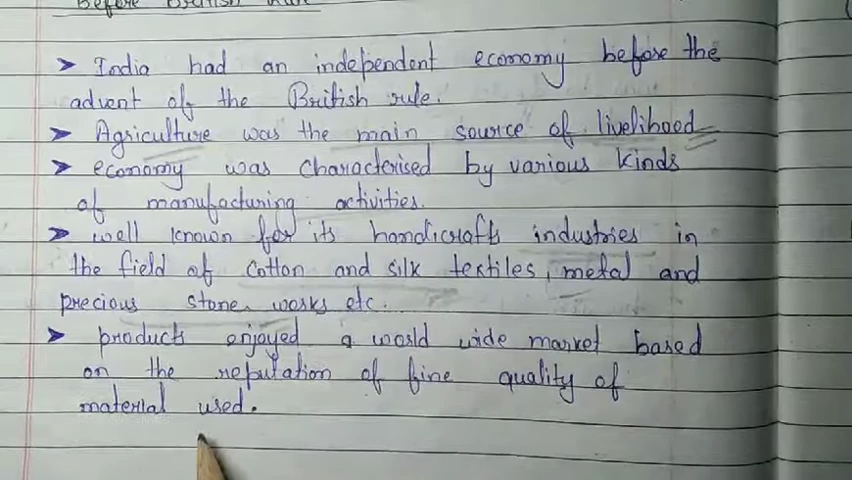 Before British Rule
➤ India had an independent economy before the
advent of the British rule.
➤ Agriculture was the main source of livelihood
➤ economy was characterised by various kinds
of manufacturing activities.
➤ well known for its handicrafts industries in
the field of cotton and silk textiles, metal and
precious stone works etc.
➤ products enjoyed a world wide market based
on the reputation of fine quality of
material used.